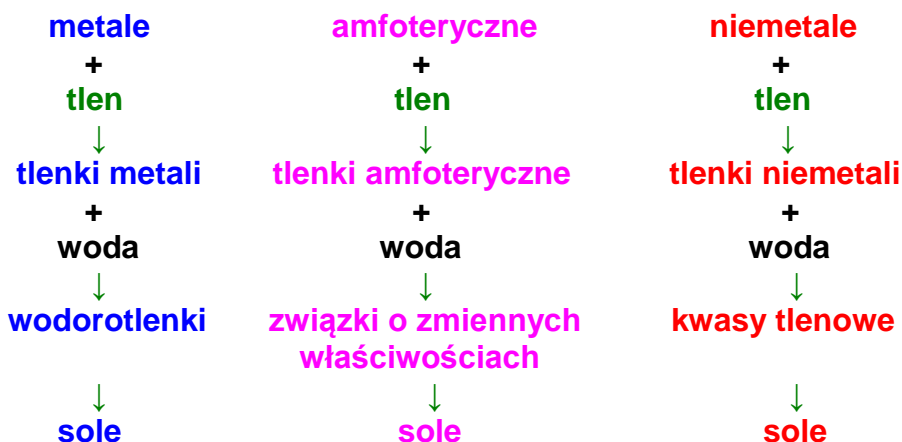 metale amfoteryczne niemetale
+ + +
tlen tlen tlen
↓ ↓ ↓
tlenki metali tlenki amfoteryczne tlenki niemetali
+ + +
woda woda woda
↓ ↓ ↓
wodorotlenki związki o zmiennych kwasy tlenowe
właściwościach
↓ ↓ ↓
sole sole sole